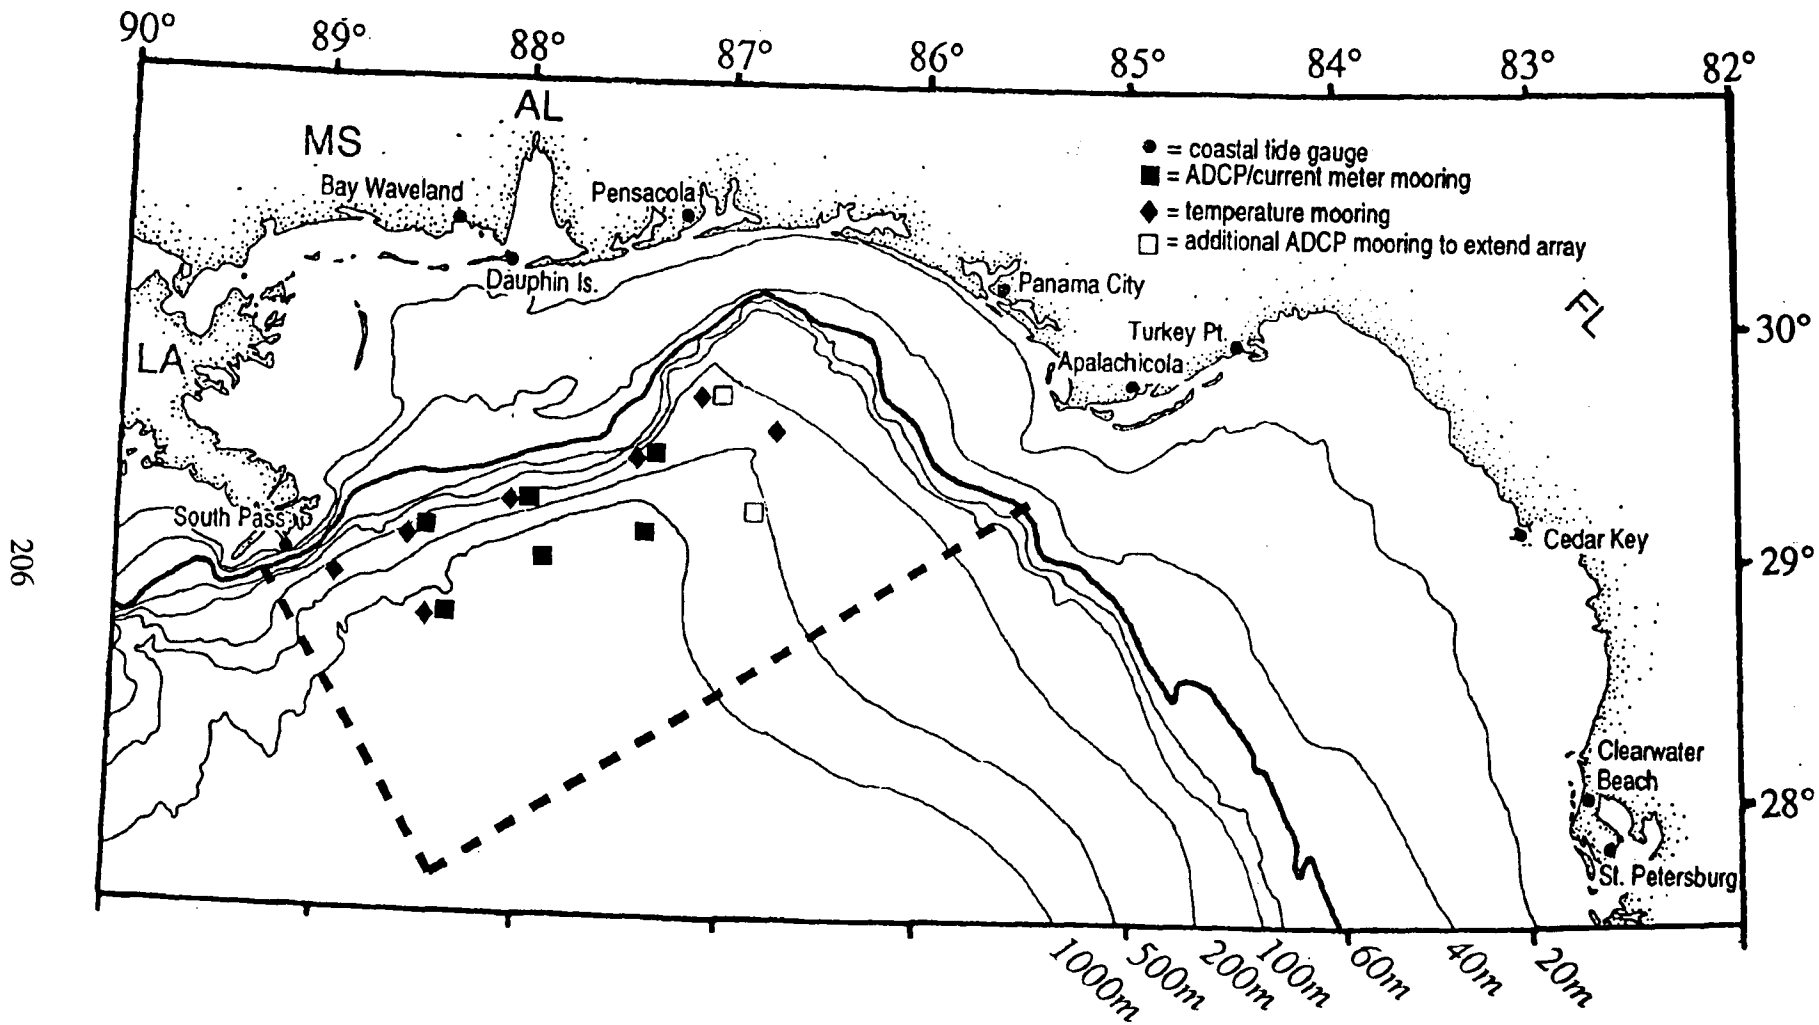 90° 89° 88° 87° 86° 85° 84° 83° 82°
AL
MS
● = coastal tide gauge
■ = ADCP/current meter mooring
Bay Waveland
Pensacola
◆ = temperature mooring
□ = additional ADCP mooring to extend array
Dauphin Is.
Panama City
FL
30°
Turkey Pt.
LA
Apalachicola
South Pass
Cedar Key
29°
206
Clearwater
Beach
28°
St. Petersburg
1000m 500m 200m 100m 60m 40m 20m